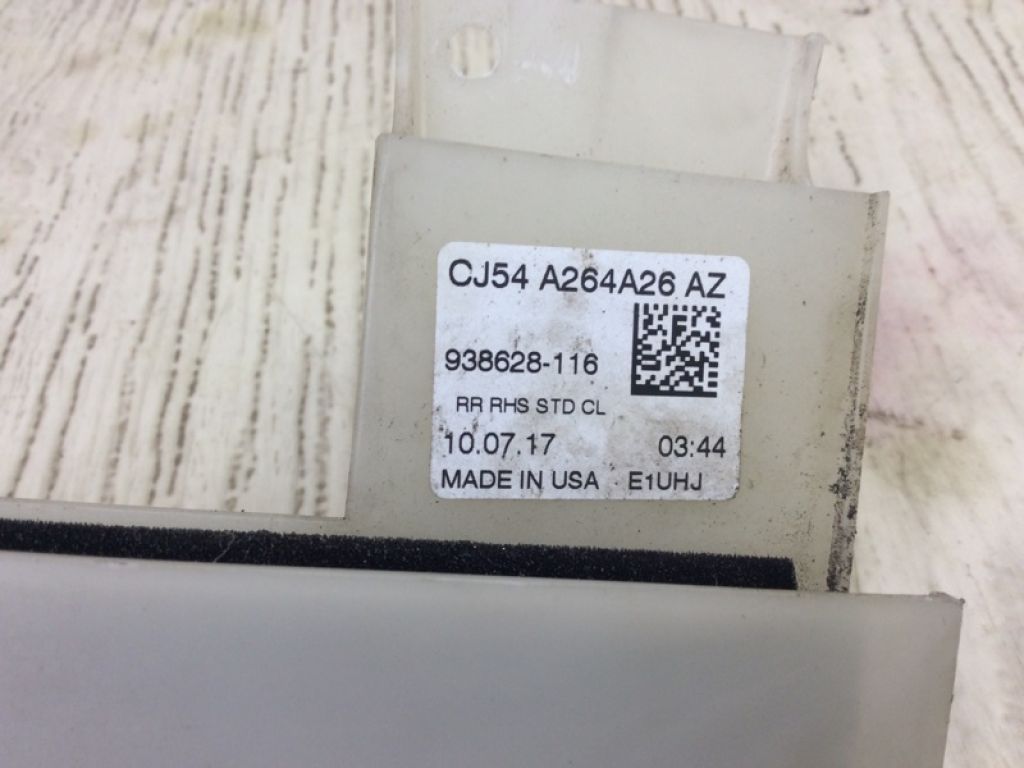 CJ54 A264A26 AZ
938628-116
RR RHS STD CL
10.07.17 03:44
MADE IN USA E1UHJ